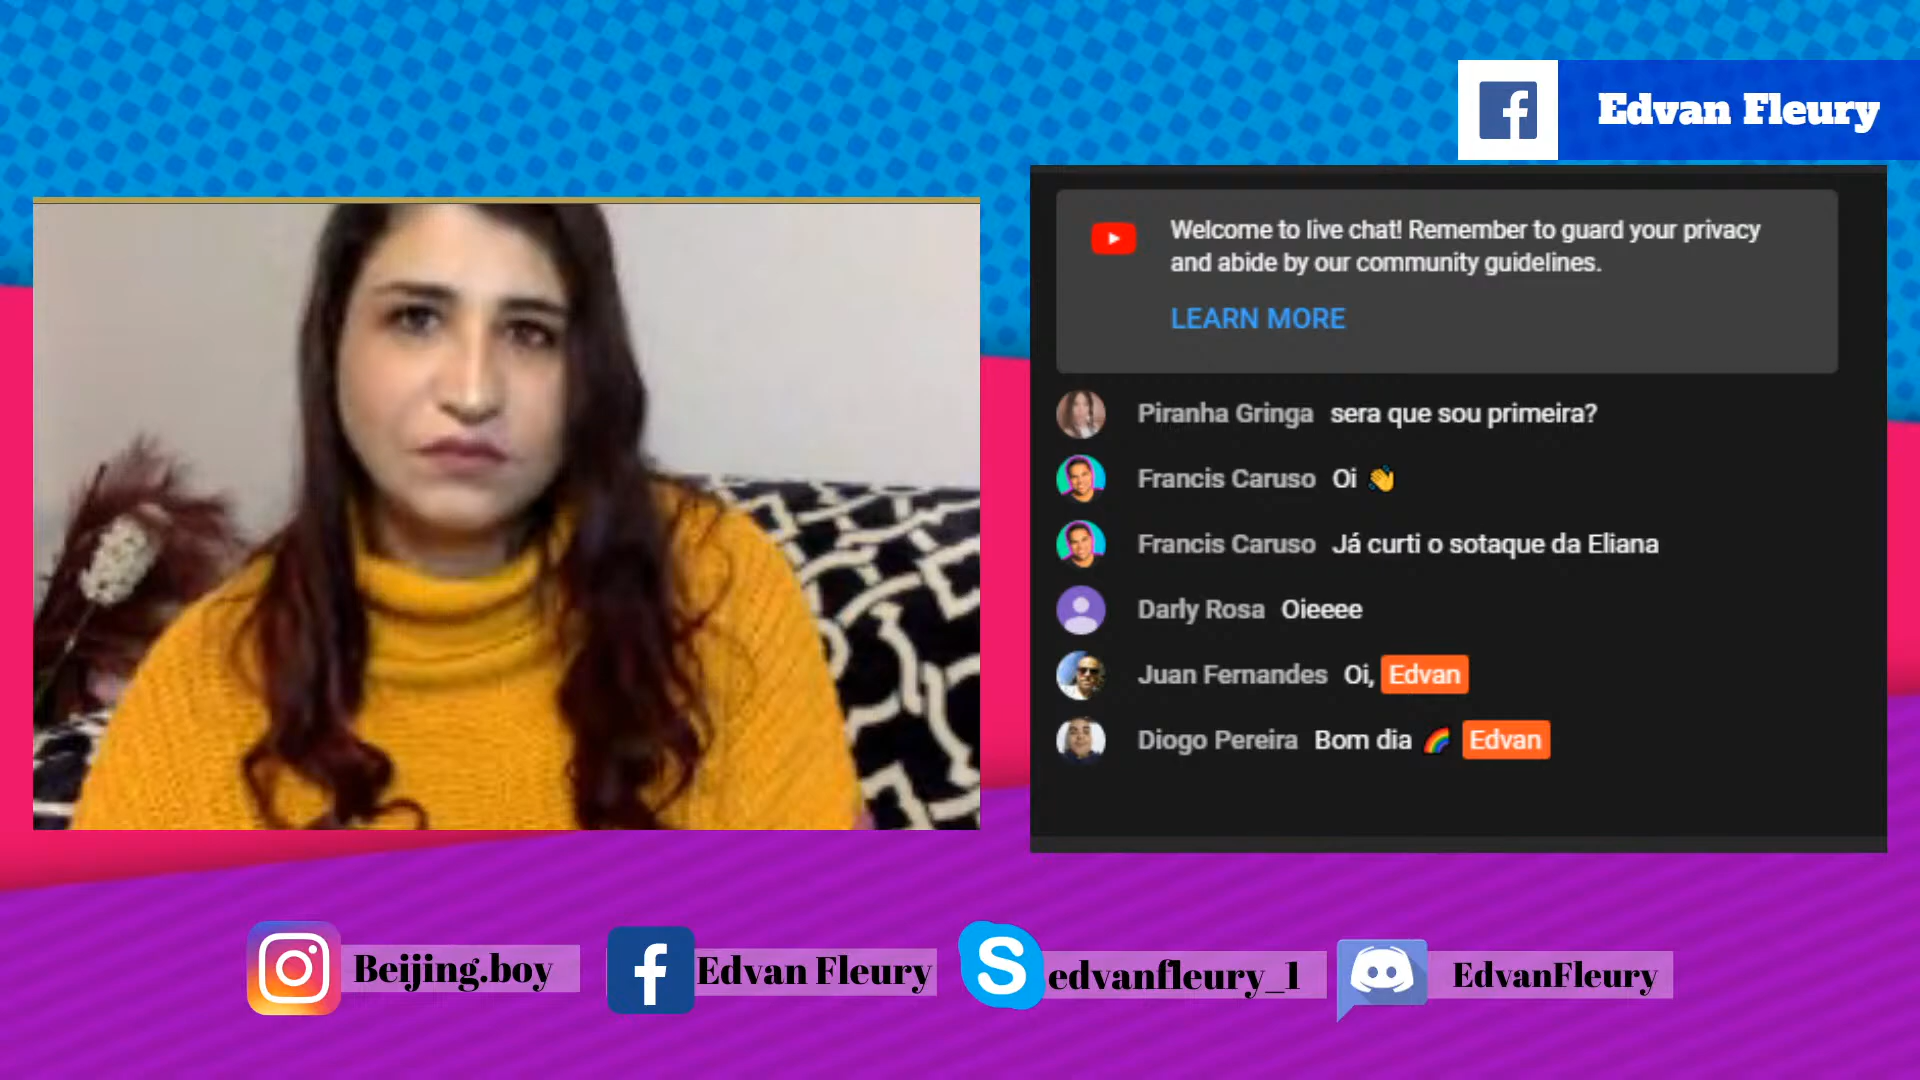 Edvan Fleury
Welcome to live chat! Remember to guard your privacy
and abide by our community guidelines.
LEARN MORE
Piranha Gringa sera que sou primeira?
Francis Caruso Oi 👋
Francis Caruso Já curti o sotaque da Eliana
Darly Rosa Oieeee
Juan Fernandes Oi, Edvan
Diogo Pereira Bom dia 🌈 Edvan
Beijing.boy
Edvan Fleury
edvanfleury_1
EdvanFleury